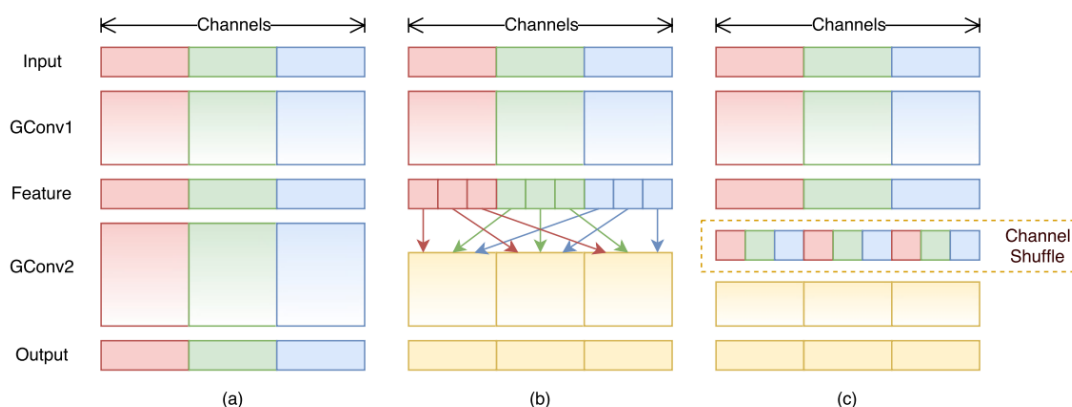 Channels
Channels
Channels
Input
GConv1
Feature
GConv2
Channel
Shuffle
Output
(a)
(b)
(c)